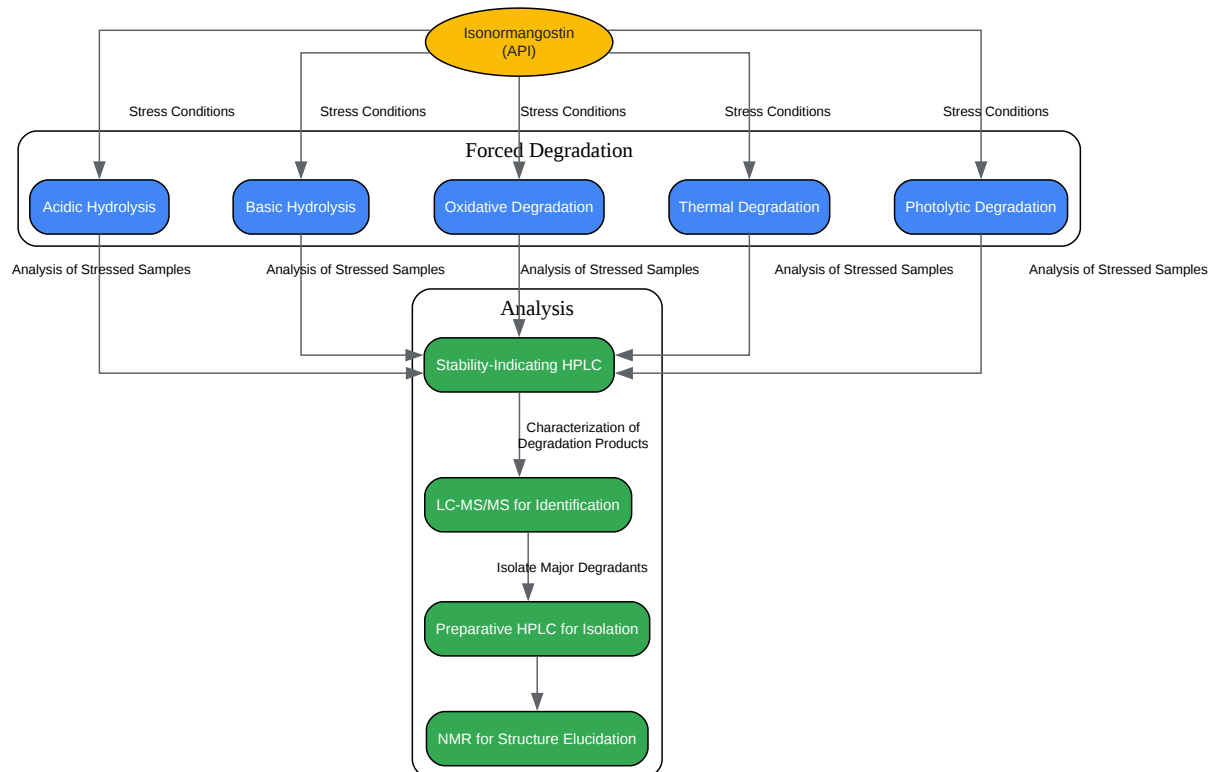 Isonormangostin
(API)
Stress Conditions
Stress Conditions
Stress Conditions
Stress Conditions
Stress Conditions
Forced Degradation
Acidic Hydrolysis
Basic Hydrolysis
Oxidative Degradation
Thermal Degradation
Photolytic Degradation
Analysis of Stressed Samples
Analysis of Stressed Samples
Analysis of Stressed Samples
Analysis of Stressed Samples
Analysis of Stressed Samples
Analysis
Stability-Indicating HPLC
Characterization of
Degradation Products
LC-MS/MS for Identification
Isolate Major Degradants
Preparative HPLC for Isolation
NMR for Structure Elucidation